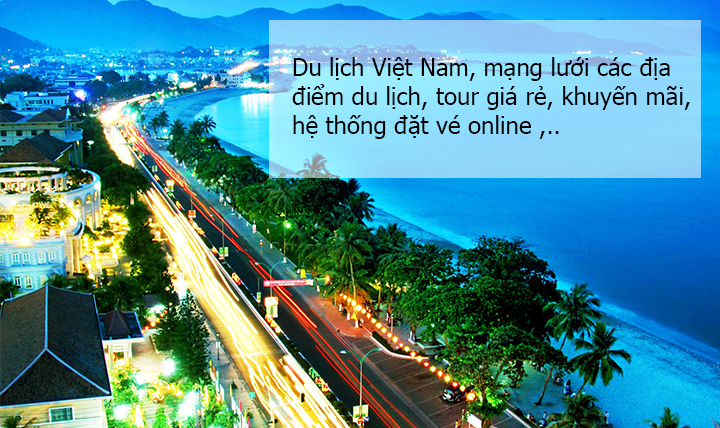 Du lịch Việt Nam, mạng lưới các địa
điểm du lịch, tour giá rẻ, khuyến mãi,
hệ thống đặt vé online ,..